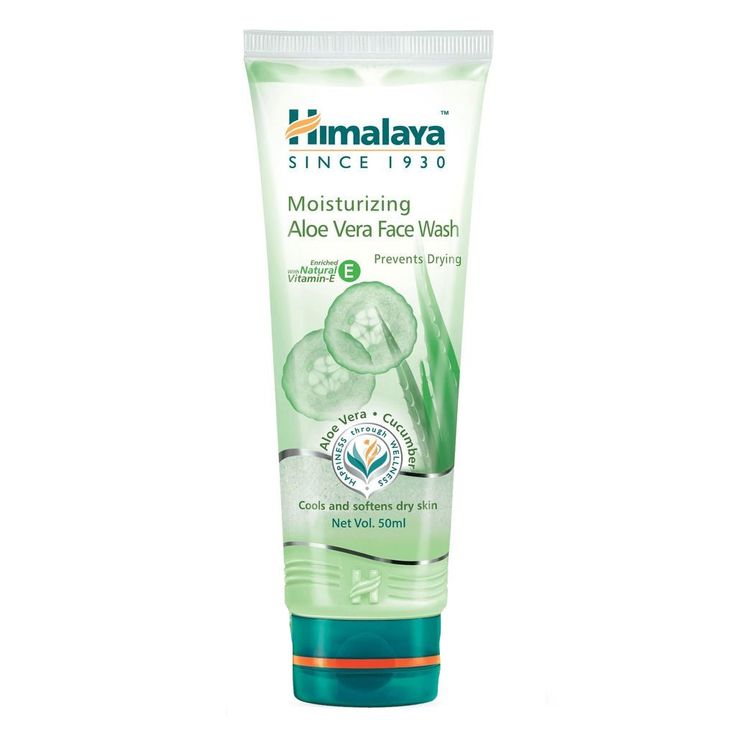 Himalaya™
SINCE 1930
Moisturizing
Aloe Vera Face Wash
Prevents Drying
Enriched
with Natural E
Vitamin-E
Aloe Vera • Cucumber
HAPPINESS through WELLNESS
Cools and softens dry skin
Net Vol. 50ml
H